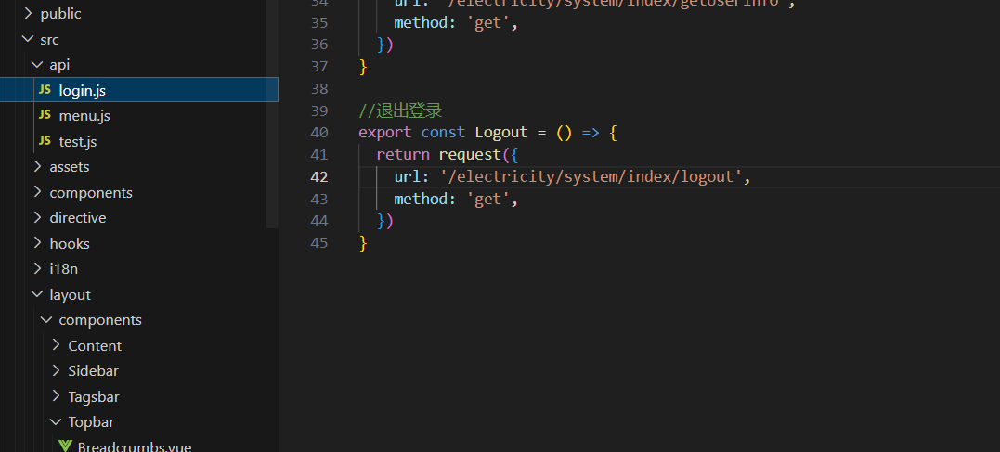 public
src
api
JS login.js
JS menu.js
JS test.js
assets
components
directive
hooks
i18n
layout
components
Content
Sidebar
Tagsbar
Topbar
Breadcrumbs.vue
34 url: '/electricity/system/index/getUserInfo',
35 method: 'get',
36 })
37 }
38
39 //退出登录
40 export const Logout = () => {
41 return request({
42 url: '/electricity/system/index/logout',
43 method: 'get',
44 })
45 }